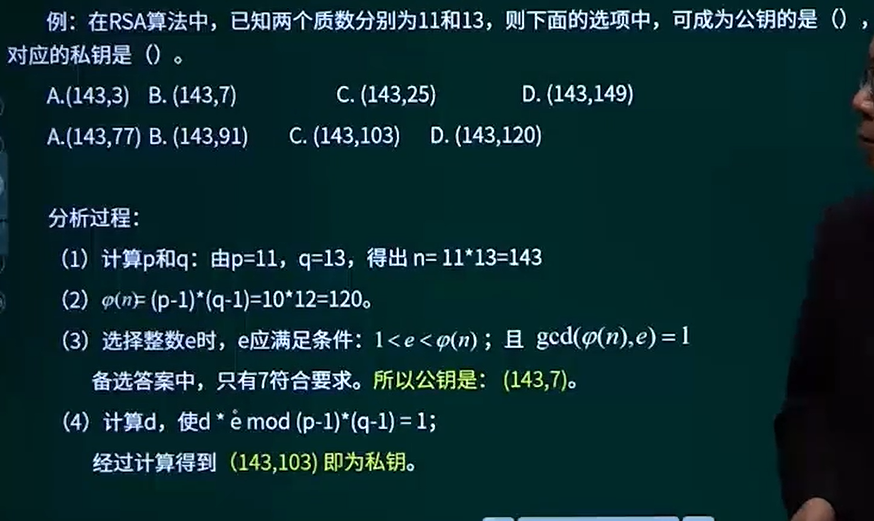 例：在RSA算法中，已知两个质数分别为11和13，则下面的选项中，可成为公钥的是（），
对应的私钥是（）。
A.(143,3) B. (143,7) C. (143,25) D. (143,149)
A.(143,77) B. (143,91) C. (143,103) D. (143,120)
分析过程：
（1）计算p和q：由p=11，q=13，得出 n= 11*13=143
（2）φ(n)= (p-1)*(q-1)=10*12=120。
（3）选择整数e时，e应满足条件：1<e<φ(n)；且 gcd(φ(n),e)=1
备选答案中，只有7符合要求。所以公钥是：（143,7）。
（4）计算d，使d * e mod (p-1)*(q-1) = 1；
经过计算得到（143,103) 即为私钥。